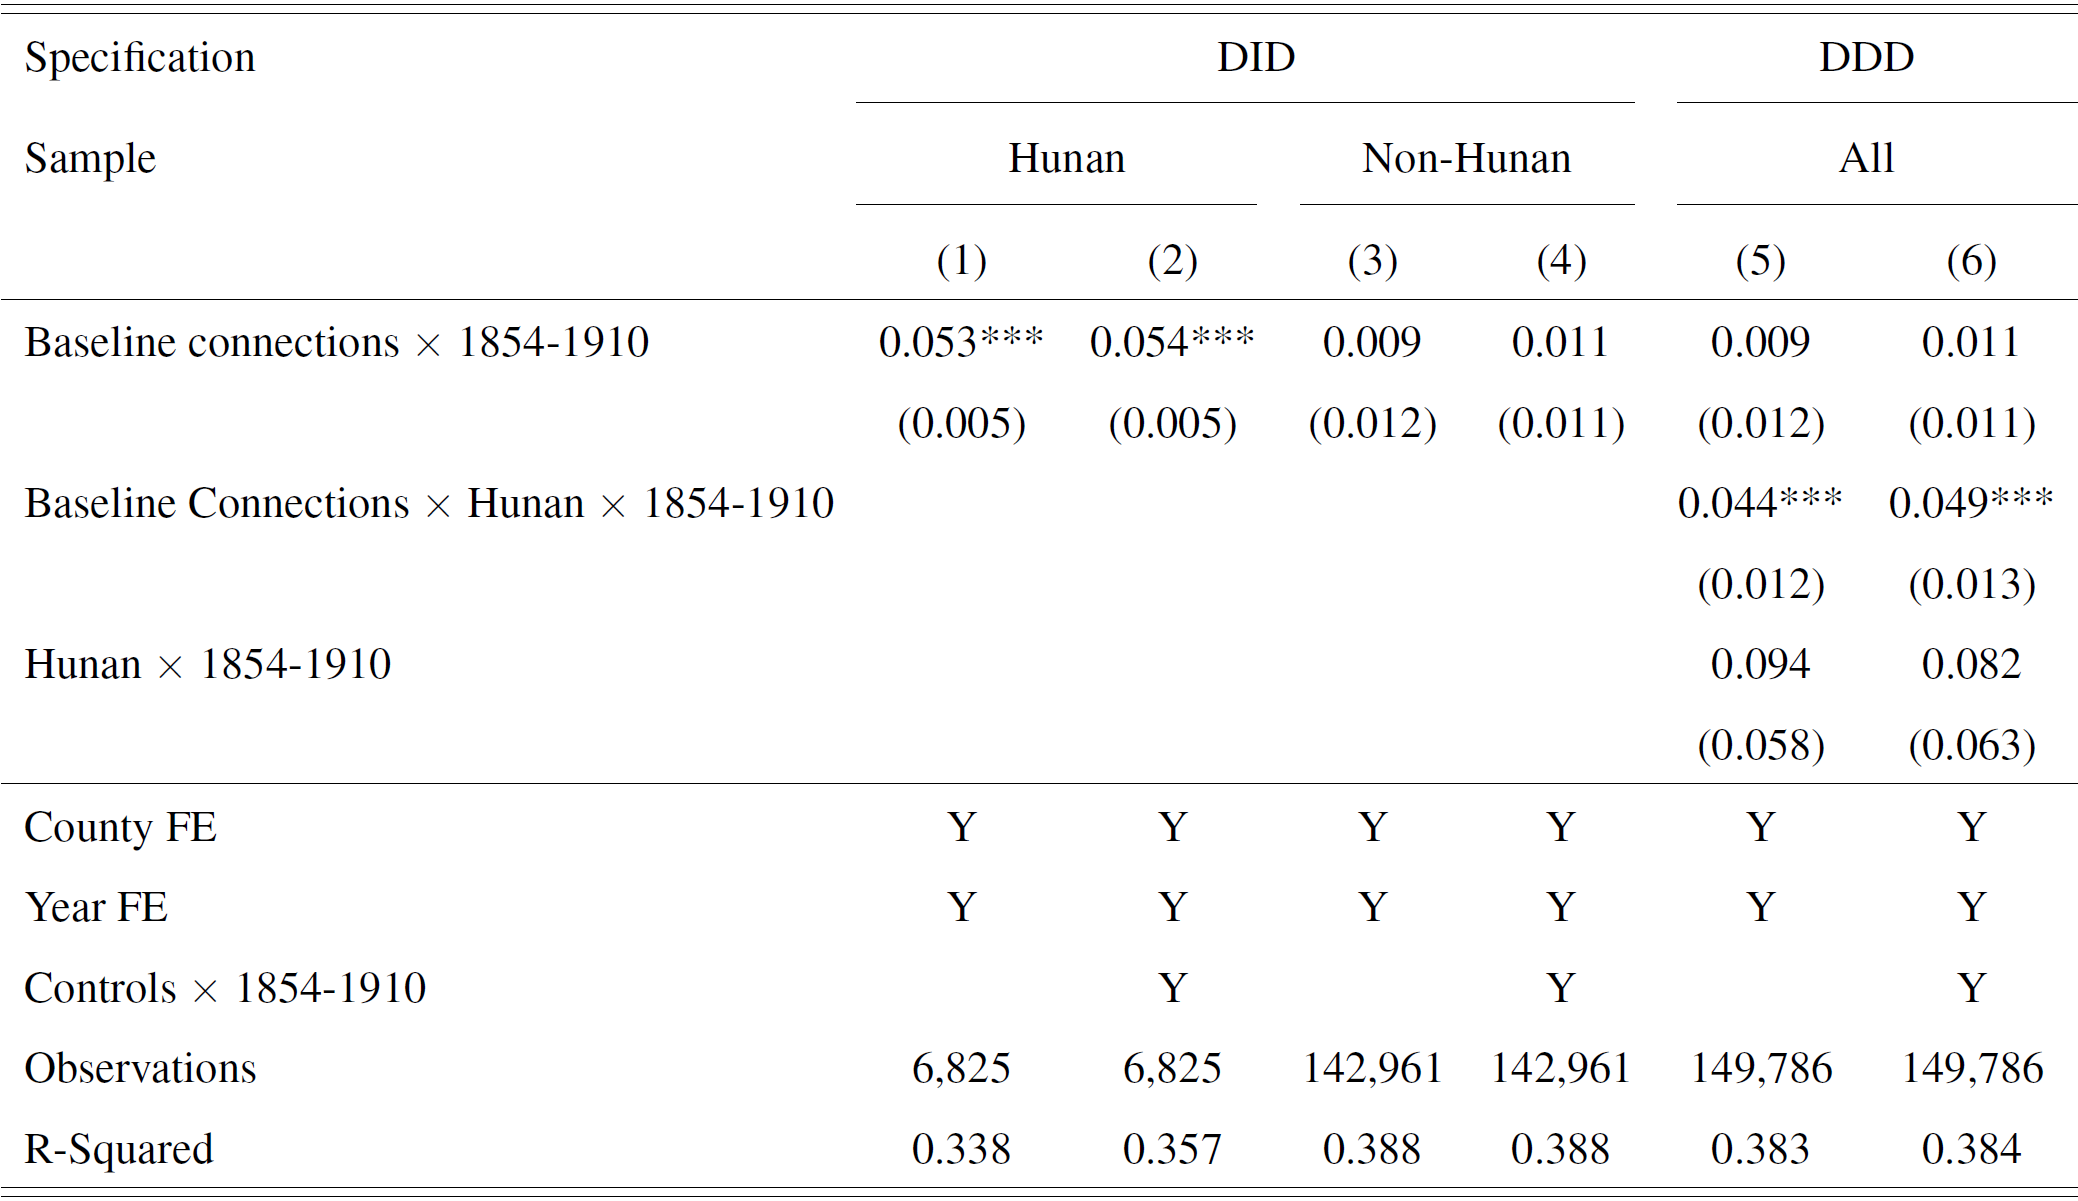 Specification DID DDD
Sample Hunan Non-Hunan All
(1) (2) (3) (4) (5) (6)
Baseline connections × 1854-1910 0.053*** 0.054*** 0.009 0.011 0.009 0.011
(0.005) (0.005) (0.012) (0.011) (0.012) (0.011)
Baseline Connections × Hunan × 1854-1910 0.044*** 0.049***
(0.012) (0.013)
Hunan × 1854-1910 0.094 0.082
(0.058) (0.063)
County FE Y Y Y Y Y Y
Year FE Y Y Y Y Y Y
Controls × 1854-1910 Y Y Y
Observations 6,825 6,825 142,961 142,961 149,786 149,786
R-Squared 0.338 0.357 0.388 0.388 0.383 0.384